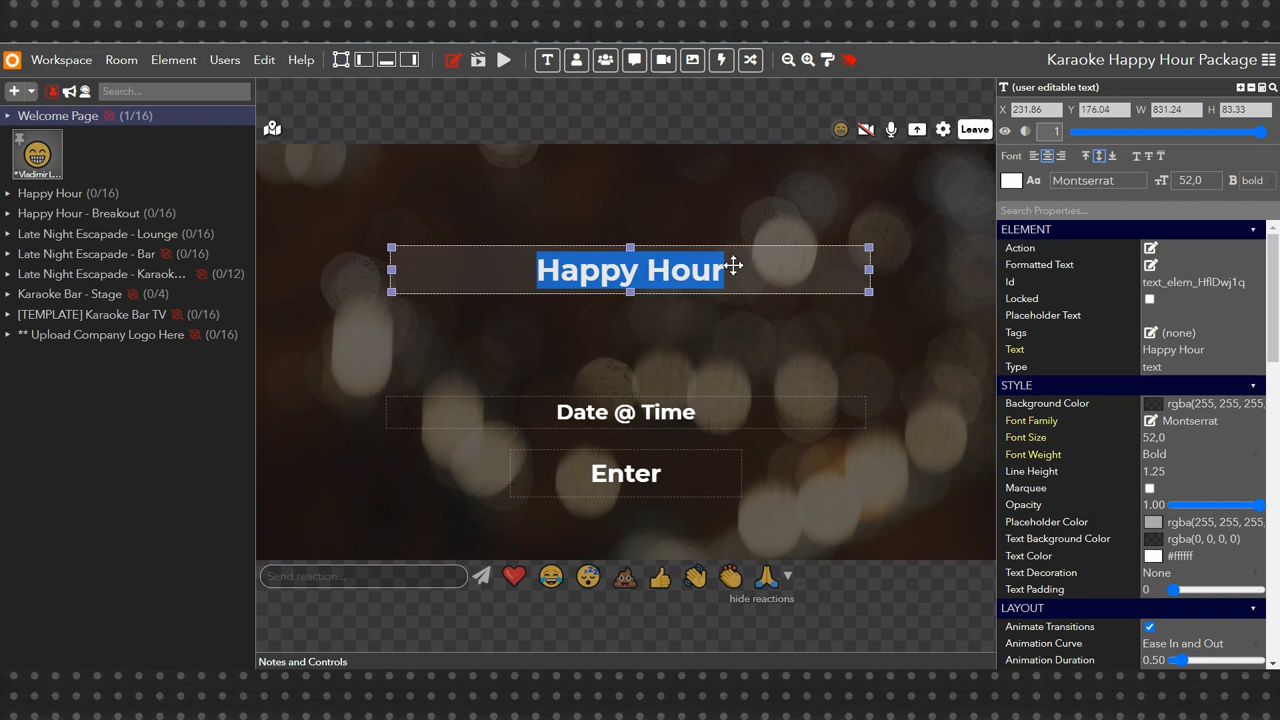 Workspace Room Element Users Edit Help
Karaoke Happy Hour Package
Search...
Welcome Page (1/16)
*Vladimir L...
Happy Hour (0/16)
Happy Hour - Breakout (0/16)
Late Night Escapade - Lounge (0/16)
Late Night Escapade - Bar (0/16)
Late Night Escapade - Karaok... (0/12)
Karaoke Bar - Stage (0/4)
[TEMPLATE] Karaoke Bar TV (0/16)
** Upload Company Logo Here (0/16)
Leave
Happy Hour
Date @ Time
Enter
Send reaction...
hide reactions
Notes and Controls
T (user editable text)
X 231.86 Y 176.04 W 831.24 H 83.33
1
Font
Aa Montserrat 52,0 B bold
Search Properties...
ELEMENT
Action
Formatted Text
Id text_elem_HflDwj1q
Locked
Placeholder Text
Tags (none)
Text Happy Hour
Type text
STYLE
Background Color rgba(255, 255, 255,
Font Family Montserrat
Font Size 52,0
Font Weight Bold
Line Height 1.25
Marquee
Opacity 1.00
Placeholder Color rgba(255, 255, 255,
Text Background Color rgba(0, 0, 0, 0)
Text Color #ffffff
Text Decoration None
Text Padding 0
LAYOUT
Animate Transitions
Animation Curve Ease In and Out
Animation Duration 0.50